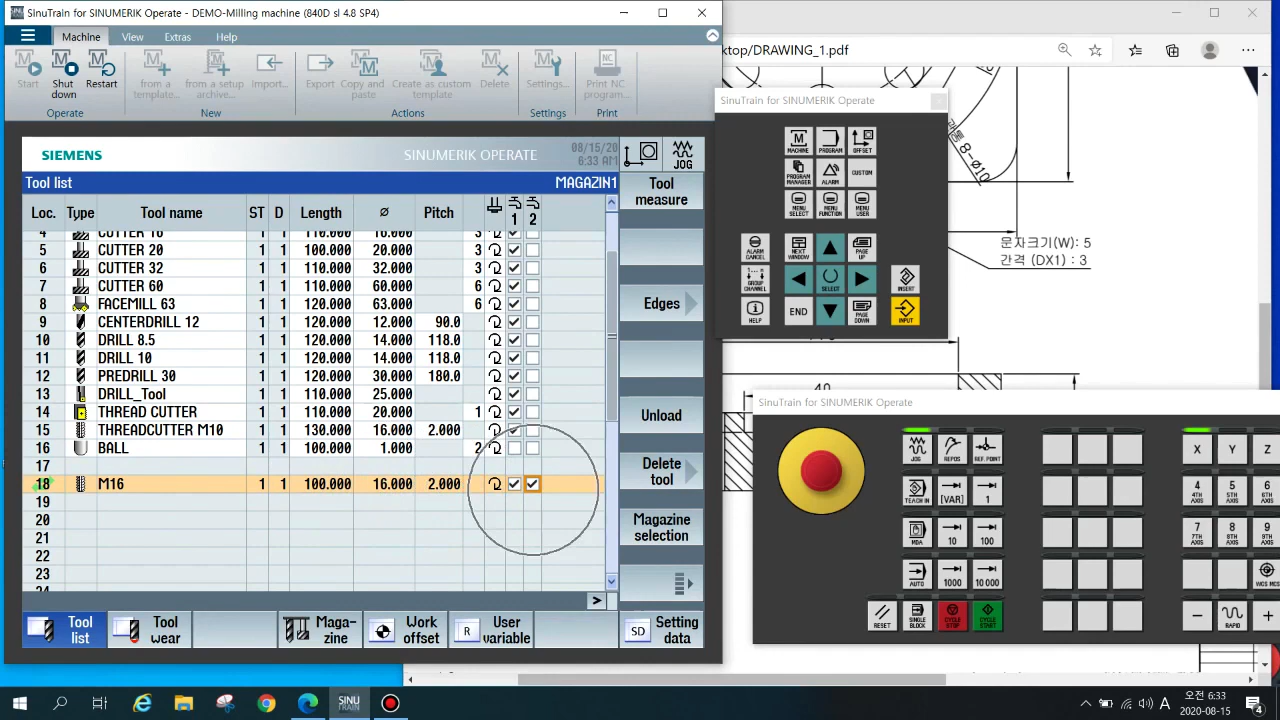 SinuTrain for SINUMERIK Operate - DEMO-Milling machine (840D sl 4.8 SP4)
Machine View Extras Help
Start Shut down Restart from a template... from a setup archive... Import... Export Copy and paste Create as custom template Delete Settings... Print NC program...
Operate New Actions Settings Print
ktop/DRAWING_1.pdf
SIEMENS SINUMERIK OPERATE 08/15/20 6:33 AM JOG
Tool list MAGAZIN1
Loc. Type Tool name ST D Length ø Pitch 1 2
4 CUTTER 16 1 1 110.000 16.000 3
5 CUTTER 20 1 1 100.000 20.000 3
6 CUTTER 32 1 1 110.000 32.000 3
7 CUTTER 60 1 1 110.000 60.000 6
8 FACEMILL 63 1 1 120.000 63.000 6
9 CENTERDRILL 12 1 1 120.000 12.000 90.0
10 DRILL 8.5 1 1 120.000 14.000 118.0
11 DRILL 10 1 1 120.000 14.000 118.0
12 PREDRILL 30 1 1 120.000 30.000 180.0
13 DRILL_Tool 1 1 110.000 25.000
14 THREAD CUTTER 1 1 110.000 20.000 1
15 THREADCUTTER M10 1 1 130.000 16.000 2.000
16 BALL 1 1 100.000 1.000 2
17
18 M16 1 1 100.000 16.000 2.000
19
20
21
22
23
24
Tool measure
Edges
Unload
Delete tool
Magazine selection
Tool list Tool wear Maga- zine Work offset R User variable SD Setting data
SinuTrain for SINUMERIK Operate
MACHINE PROGRAM OFFSET
PROGRAM MANAGER ALARM CUSTOM
MENU SELECT MENU FUNCTION MENU USER
ALARM CANCEL NEXT WINDOW PAGE UP
1...n GROUP CHANNEL SELECT INSERT
HELP END PAGE DOWN INPUT
8-ø10
문자크기(W): 5
간격 (DX1) : 3
40
SinuTrain for SINUMERIK Operate
JOG REPOS REF.POINT X Y Z
TEACH IN [VAR] 1 4 4TH AXIS 5 5TH AXIS 6 6TH AXIS
MDA 10 100 7 7TH AXIS 8 8TH AXIS 9 9TH AXIS
AUTO 1000 10 000 WCS MCS
RESET SINGLE BLOCK CYCLE STOP CYCLE START - RAPID +
SINU TRAIN A 오전 6:33
2020-08-15 4